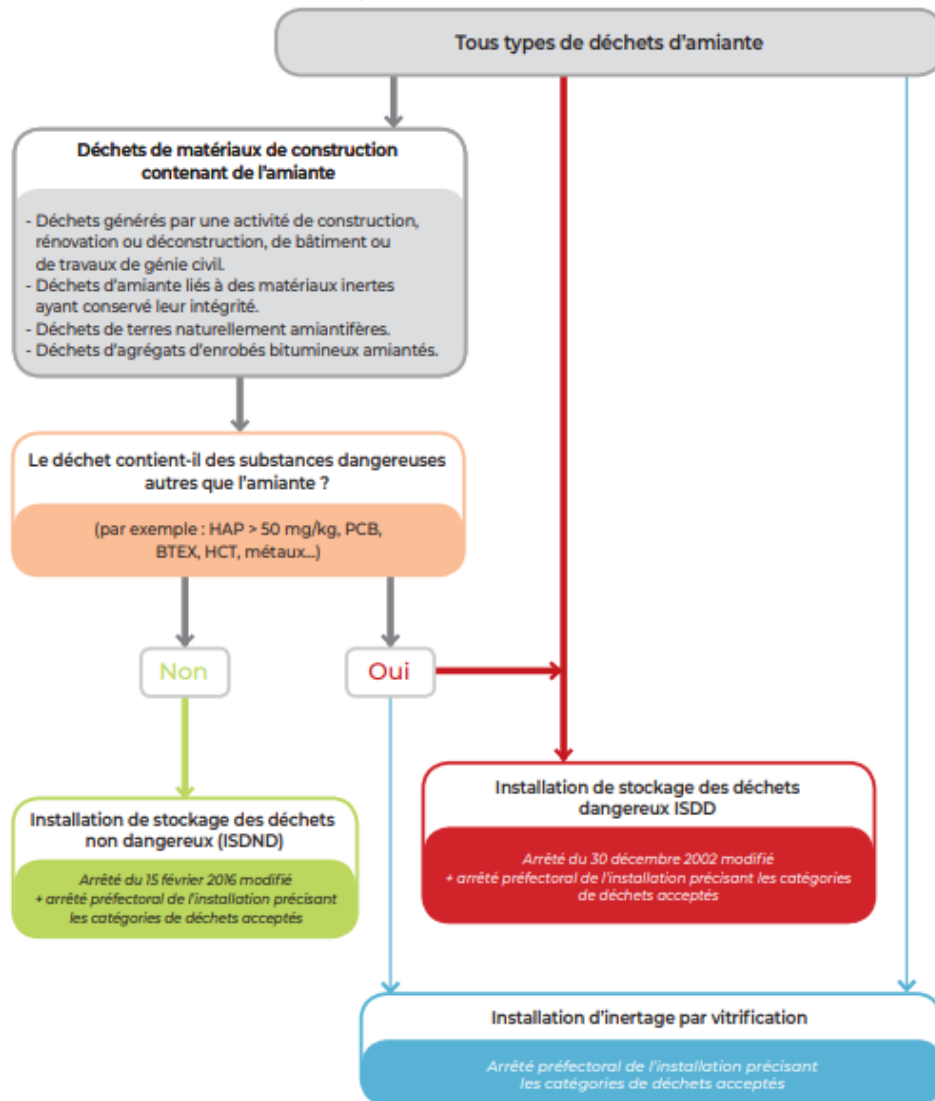 Tous types de déchets d'amiante
Déchets de matériaux de construction
contenant de l'amiante
- Déchets générés par une activité de construction,
rénovation ou déconstruction, de bâtiment ou
de travaux de génie civil.
- Déchets d'amiante liés à des matériaux inertes
ayant conservé leur intégrité.
- Déchets de terres naturellement amiantifères.
- Déchets d'agrégats d'enrobés bitumineux amiantés.
Le déchet contient-il des substances dangereuses
autres que l'amiante ?
(par exemple : HAP > 50 mg/kg, PCB,
BTEX, HCT, métaux...)
Non
Oui
Installation de stockage des déchets
non dangereux (ISDND)
Arrêté du 15 février 2016 modifié
+ arrêté préfectoral de l'installation précisant
les catégories de déchets acceptés
Installation de stockage des déchets
dangereux ISDD
Arrêté du 30 décembre 2002 modifié
+ arrêté préfectoral de l'installation précisant les catégories
de déchets acceptés
Installation d'inertage par vitrification
Arrêté préfectoral de l'installation précisant
les catégories de déchets acceptés